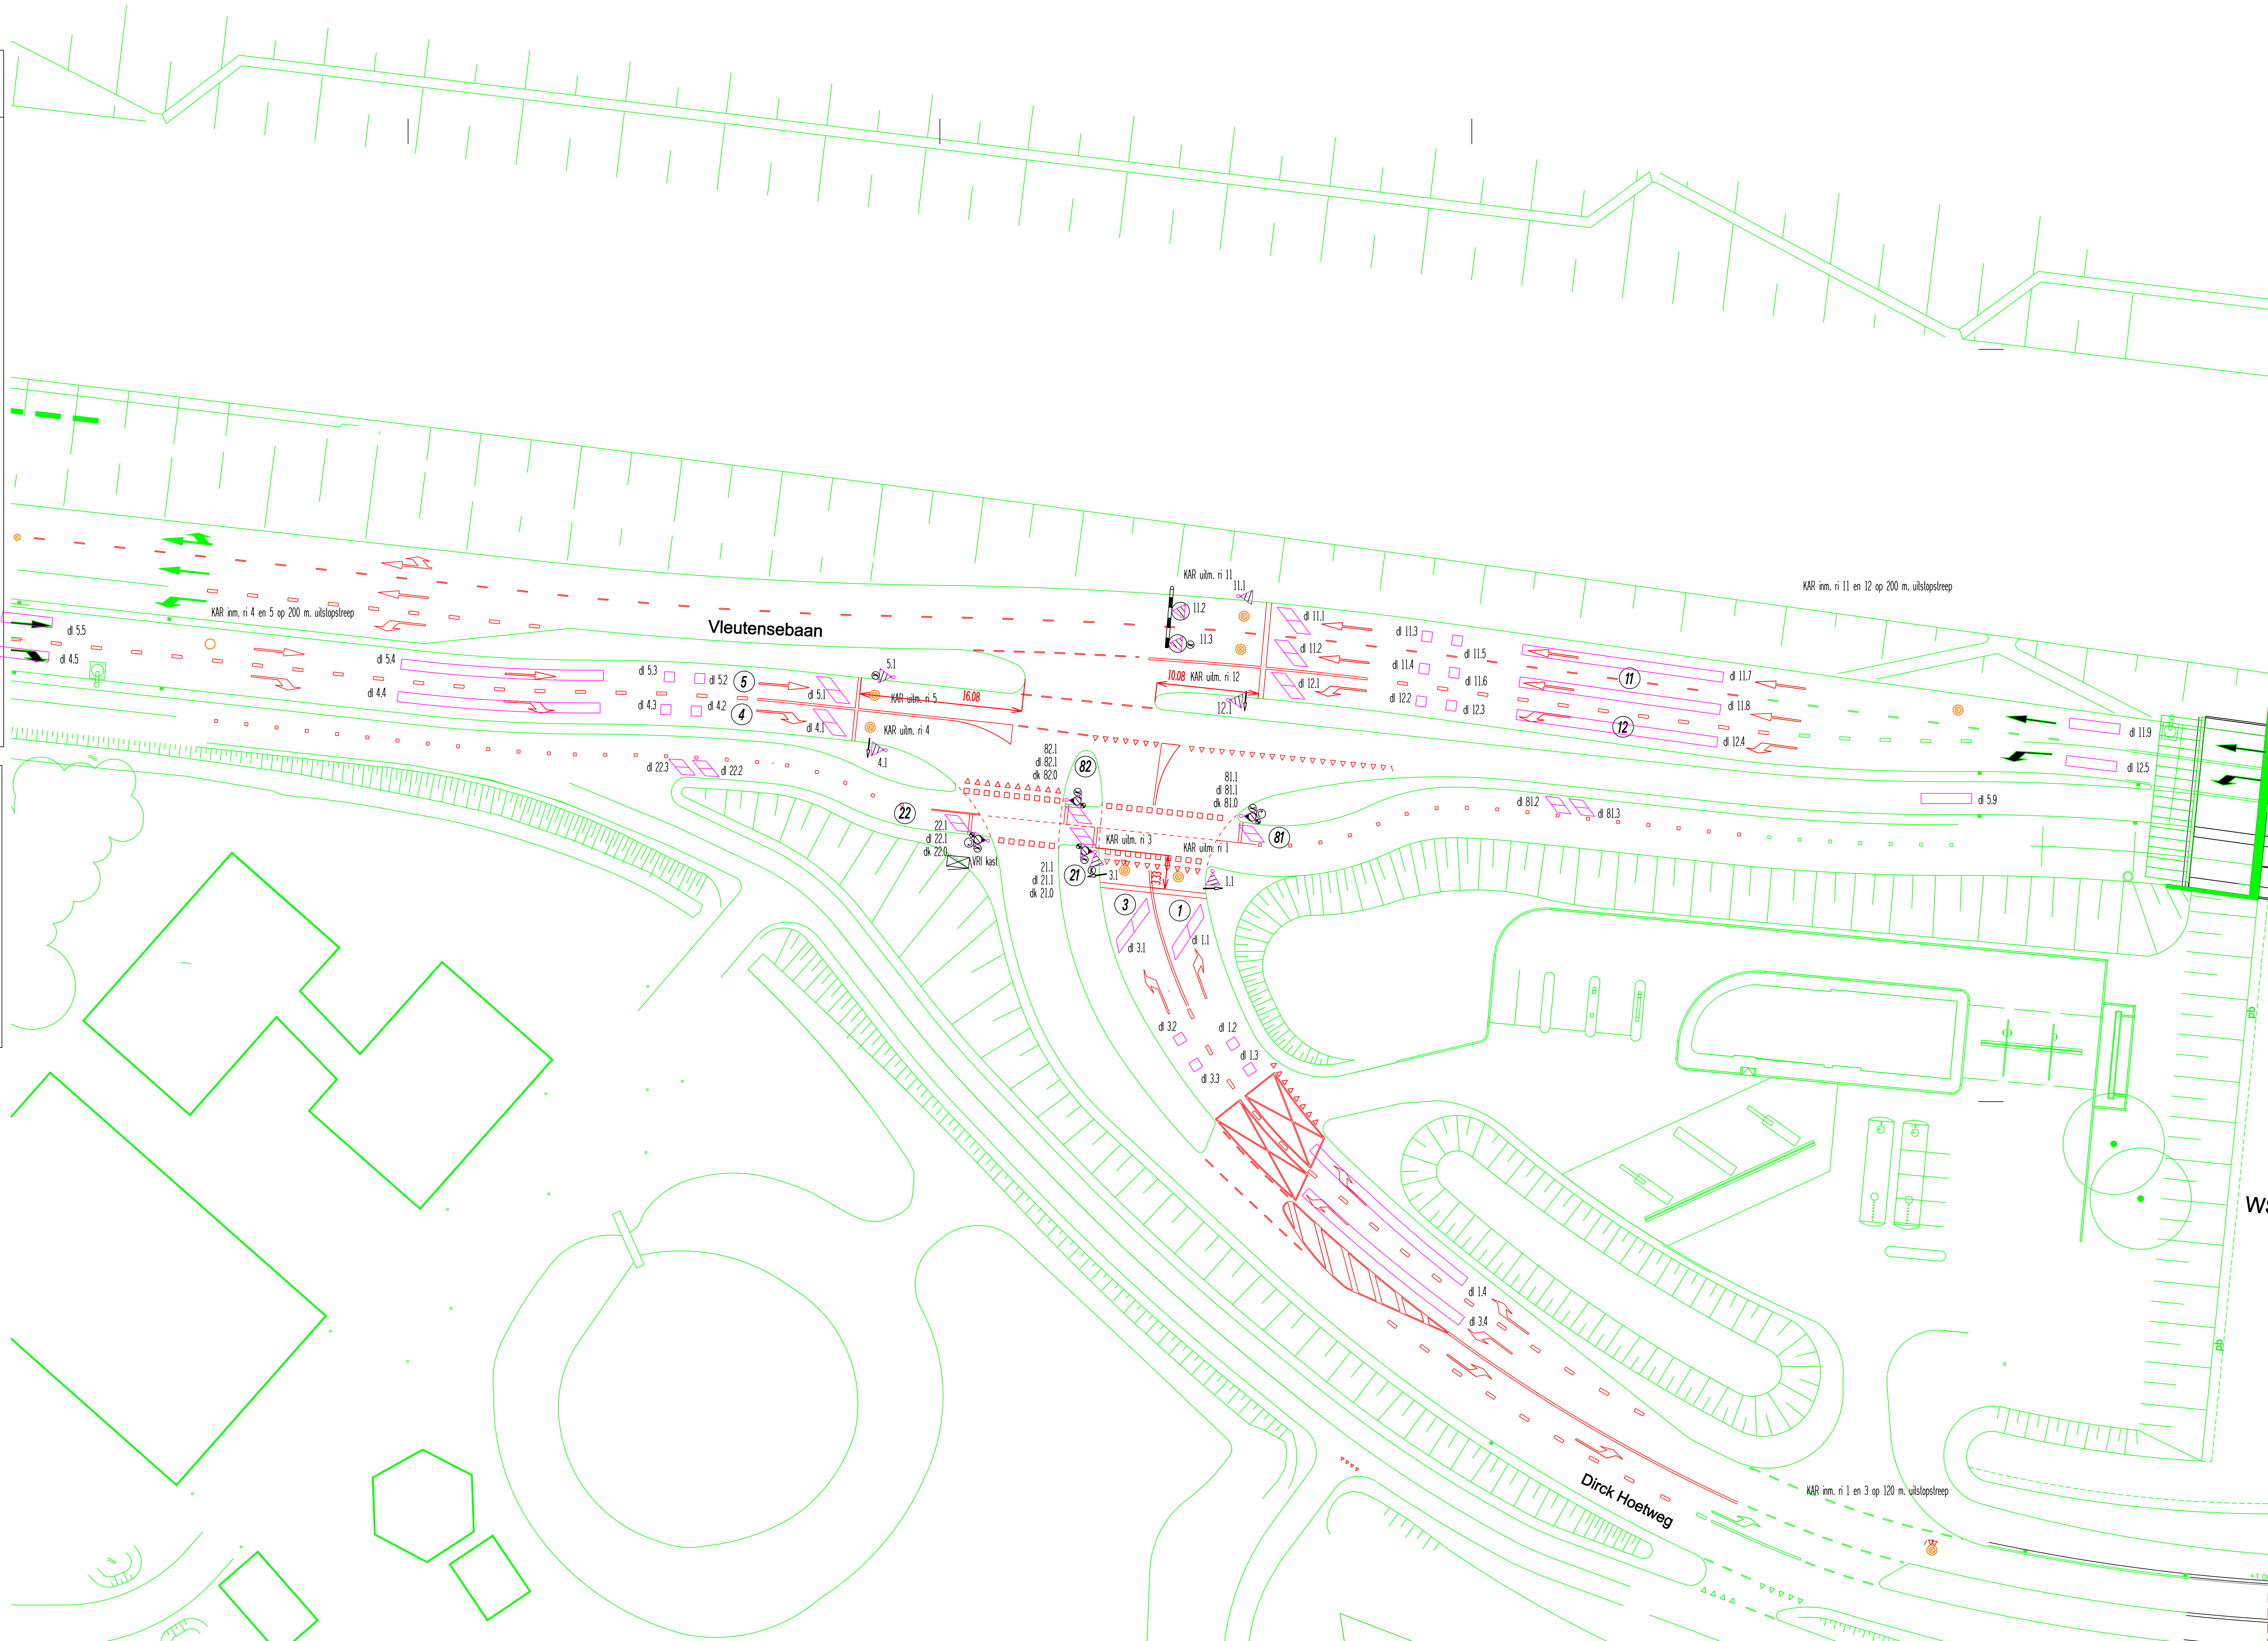 KAR uitm. ri 11
11.1
11.2
11.3
KAR inm. ri 11 en 12 op 200 m. uitstopstreep
KAR inm. ri 4 en 5 op 200 m. uitstopstreep
Vleutensebaan
dl 5.5
dl 4.5
dl 5.4
dl 4.4
dl 5.3
dl 5.2
5
dl 5.1
5.1
KAR uitm. ri 5
16.08
dl 4.3
dl 4.2
4
dl 4.1
KAR uitm. ri 4
4.1
10.08
KAR uitm. ri 12
12.1
dl 11.1
dl 11.2
dl 12.1
dl 11.3
dl 11.5
dl 11.4
dl 11.6
dl 12.2
dl 12.3
11
dl 11.7
dl 11.8
12
dl 12.4
dl 11.9
dl 12.5
dl 5.9
dl 22.3
dl 22.2
82.1
dl 82.1
dk 82.0
82
81.1
dl 81.1
dk 81.0
81
dl 81.2
dl 81.3
22
22.1
dl 22.1
dk 22.0
VRI kast
KAR uitm. ri 3
KAR uitm. ri 1
21.1
dl 21.1
dk 21.0
21
3.1
3.33
1.1
3
1
dl 3.1
dl 1.1
dl 3.2
dl 1.2
dl 1.3
dl 3.3
dl 1.4
dl 3.4
Dirck Hoetweg
KAR inm. ri 1 en 3 op 120 m. uitstopstreep
pb
pb